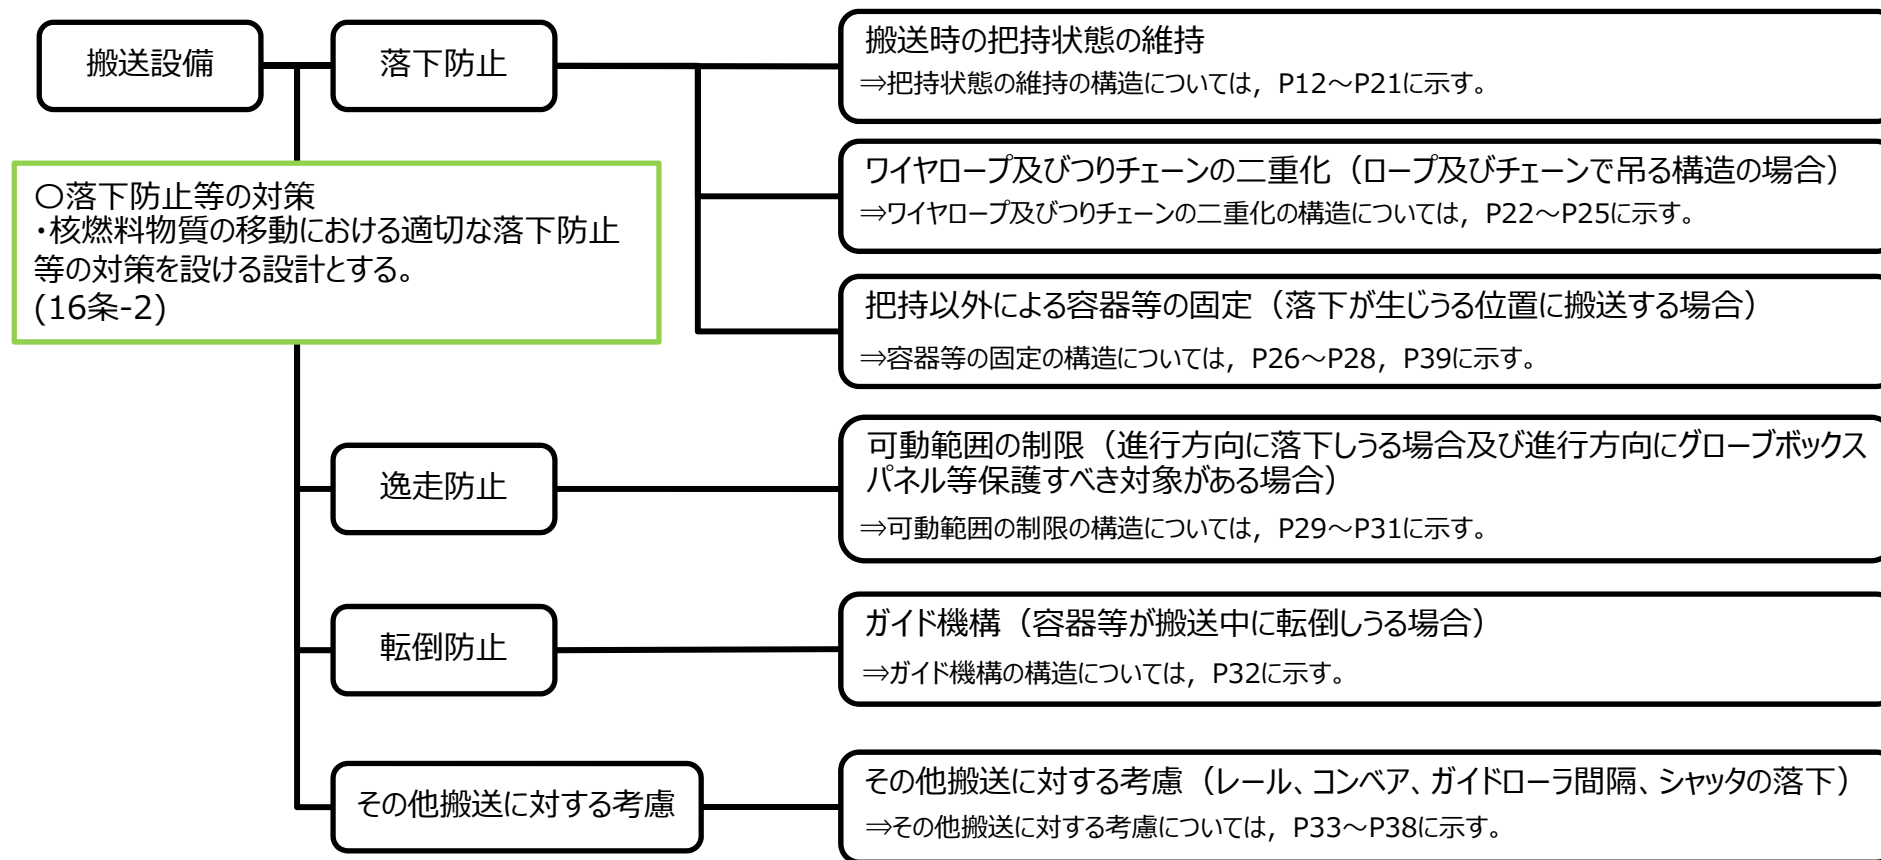 搬送設備
落下防止
搬送時の把持状態の維持
⇒把持状態の維持の構造については，P12～P21に示す。
ワイヤロープ及びつりチェーンの二重化（ロープ及びチェーンで吊る構造の場合）
⇒ワイヤロープ及びつりチェーンの二重化の構造については，P22～P25に示す。
〇落下防止等の対策
・核燃料物質の移動における適切な落下防止
等の対策を設ける設計とする。
(16条-2)
把持以外による容器等の固定（落下が生じうる位置に搬送する場合）
⇒容器等の固定の構造については，P26～P28，P39に示す。
逸走防止
可動範囲の制限（進行方向に落下しうる場合及び進行方向にグローブボックス
パネル等保護すべき対象がある場合）
⇒可動範囲の制限の構造については，P29～P31に示す。
転倒防止
ガイド機構（容器等が搬送中に転倒しうる場合）
⇒ガイド機構の構造については，P32に示す。
その他搬送に対する考慮
その他搬送に対する考慮（レール、コンベア、ガイドローラ間隔、シャッタの落下）
⇒その他搬送に対する考慮については，P33～P38に示す。